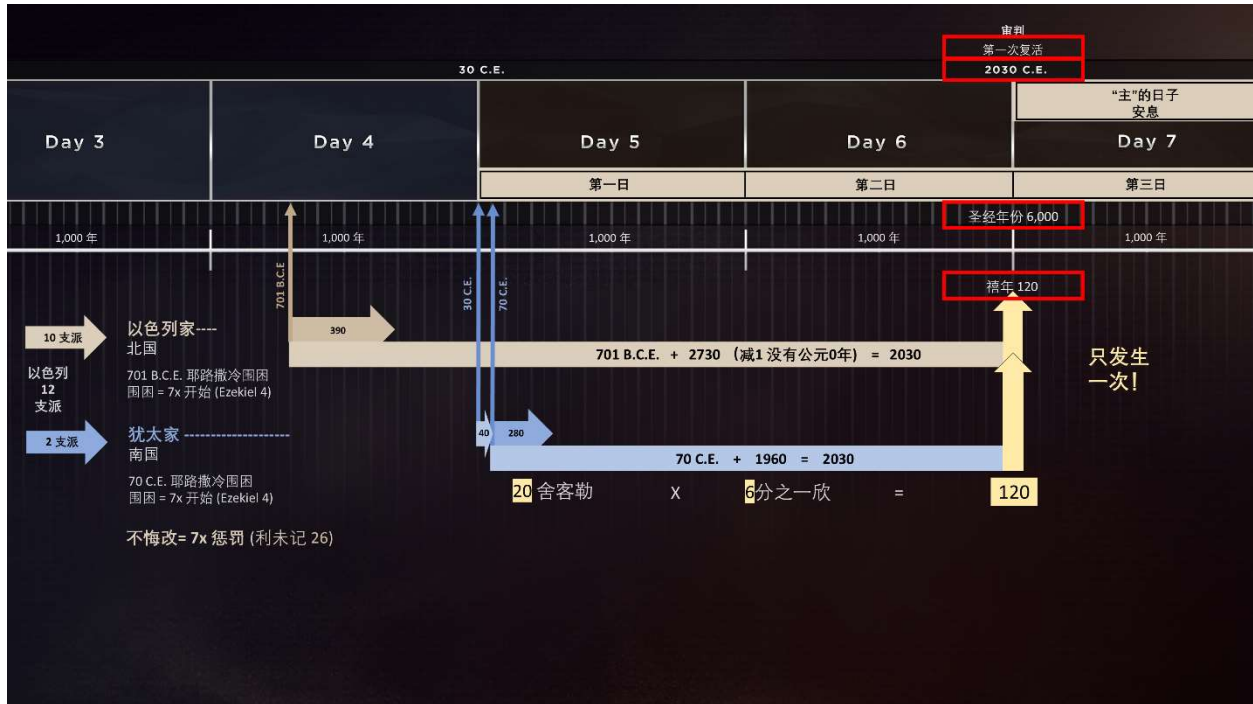 审判
第一次复活
30 C.E.
2030 C.E.
“主”的日子
安息
Day 3
Day 4
Day 5
Day 6
Day 7
第一日
第二日
第三日
圣经年份 6,000
1,000 年
1,000 年
1,000 年
1,000 年
1,000 年
701 B.C.E
30 C.E.
70 C.E.
禧年 120
10 支派
以色列家----
北国
390
701 B.C.E. + 2730 （减1 没有公元0年） = 2030
只发生
一次!
以色列
12
支派
701 B.C.E. 耶路撒冷围困
围困 = 7x 开始 (Ezekiel 4)
2 支派
犹太家 --------------------
南国
40
280
70 C.E. + 1960 = 2030
70 C.E. 耶路撒冷围困
围困 = 7x 开始 (Ezekiel 4)
20 舍客勒 X 6分之一欣 = 120
不悔改= 7x 惩罚 (利未记 26)